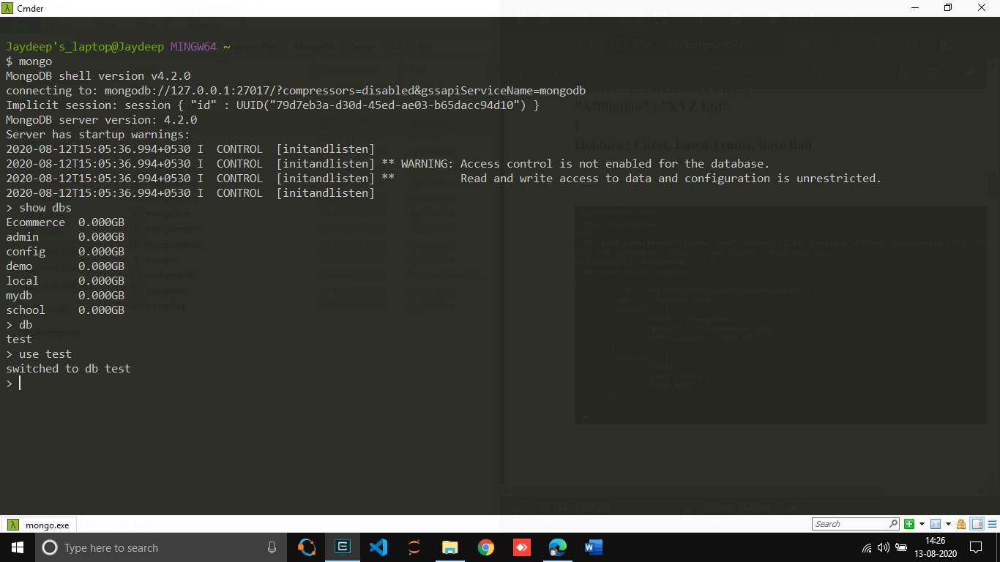 Cmder
Jaydeep's_laptop@Jaydeep MINGW64 ~
$ mongo
MongoDB shell version v4.2.0
connecting to: mongodb://127.0.0.1:27017/?compressors=disabled&gssapiServiceName=mongodb
Implicit session: session { "id" : UUID("79d7eb3a-d30d-45ed-ae03-b65dacc94d10") }
MongoDB server version: 4.2.0
Server has startup warnings:
2020-08-12T15:05:36.994+0530 I  CONTROL  [initandlisten]
2020-08-12T15:05:36.994+0530 I  CONTROL  [initandlisten] ** WARNING: Access control is not enabled for the database.
2020-08-12T15:05:36.994+0530 I  CONTROL  [initandlisten] **          Read and write access to data and configuration is unrestricted.
2020-08-12T15:05:36.994+0530 I  CONTROL  [initandlisten]
> show dbs
Ecommerce  0.000GB
admin      0.000GB
config     0.000GB
demo       0.000GB
local      0.000GB
mydb       0.000GB
school     0.000GB
> db
test
> use test
switched to db test
>
"Affiliation" : "XYZ Ltd"
}
Hobbies : Chess, Lawn Tennis, Base Ball
mongo.exe
Search
Type here to search
14:26
13-08-2020